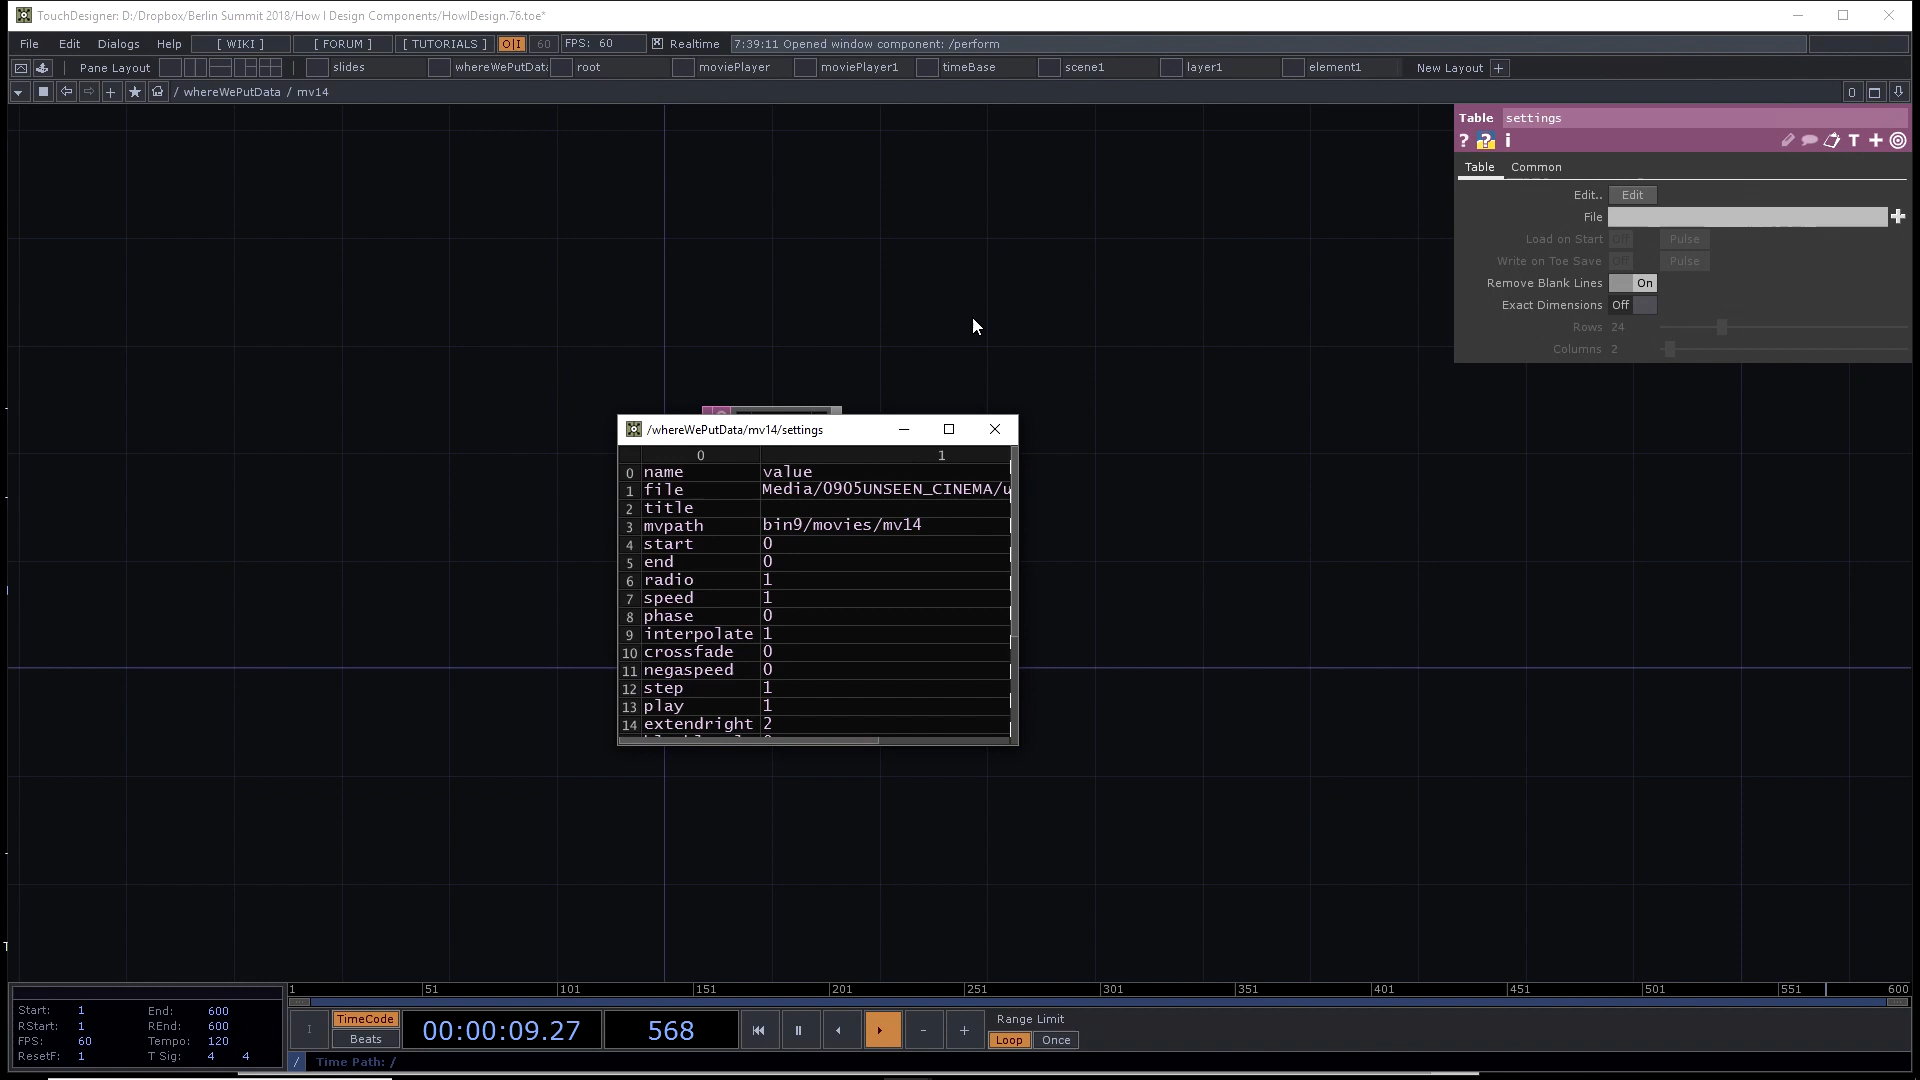 TouchDesigner: D:/Dropbox/Berlin Summit 2018/How I Design Components/HowIDesign.76.toe*
File Edit Dialogs Help [ WIKI ] [ FORUM ] [ TUTORIALS ] O|I 60 FPS: 60 Realtime 7:39:11 Opened window component: /perform
Pane Layout slides whereWePutData root moviePlayer moviePlayer1 timeBase scene1 layer1 element1 New Layout +
/ whereWePutData / mv14 0
Table settings
? ? i T
Table Common
Edit.. Edit
File
Load on Start Off Pulse
Write on Toe Save Off Pulse
Remove Blank Lines On
Exact Dimensions Off
Rows 24
Columns 2
/whereWePutData/mv14/settings
0 1
0 name value
1 file Media/0905UNSEEN_CINEMA/u
2 title
3 mvpath bin9/movies/mv14
4 start 0
5 end 0
6 radio 1
7 speed 1
8 phase 0
9 interpolate 1
10 crossfade 0
11 negaspeed 0
12 step 1
13 play 1
14 extendright 2
1 51 101 151 201 251 301 351 401 451 501 551 600
Start: 1 End: 600
RStart: 1 REnd: 600
FPS: 60 Tempo: 120
ResetF: 1 T Sig: 4 4
I TimeCode Beats 00:00:09.27 568 - + Range Limit
Loop Once
/ Time Path: /